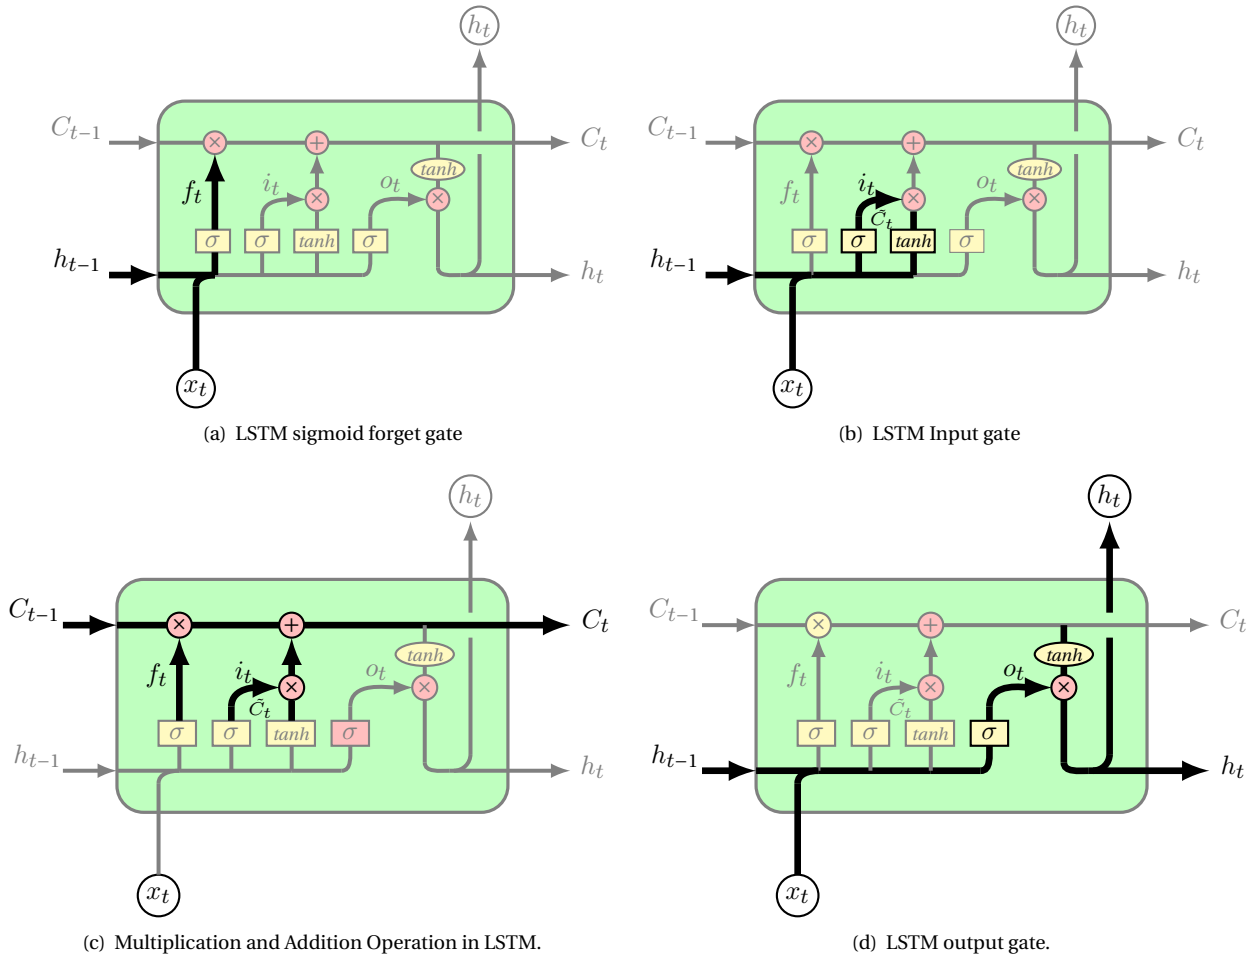 h_t h_t
C_{t−1} × + C_t C_{t−1} × + C_t
tanh tanh
f_t i_t × o_t × f_t i_t × o_t ×
C̃_t
σ σ tanh σ σ σ tanh σ
h_{t−1} h_t h_{t−1} h_t
x_t x_t
(a) LSTM sigmoid forget gate (b) LSTM Input gate
h_t h_t
C_{t−1} × + C_t C_{t−1} × + C_t
tanh tanh
f_t i_t × o_t × f_t i_t × o_t ×
C̃_t C̃_t
σ σ tanh σ σ σ tanh σ
h_{t−1} h_t h_{t−1} h_t
x_t x_t
(c) Multiplication and Addition Operation in LSTM. (d) LSTM output gate.